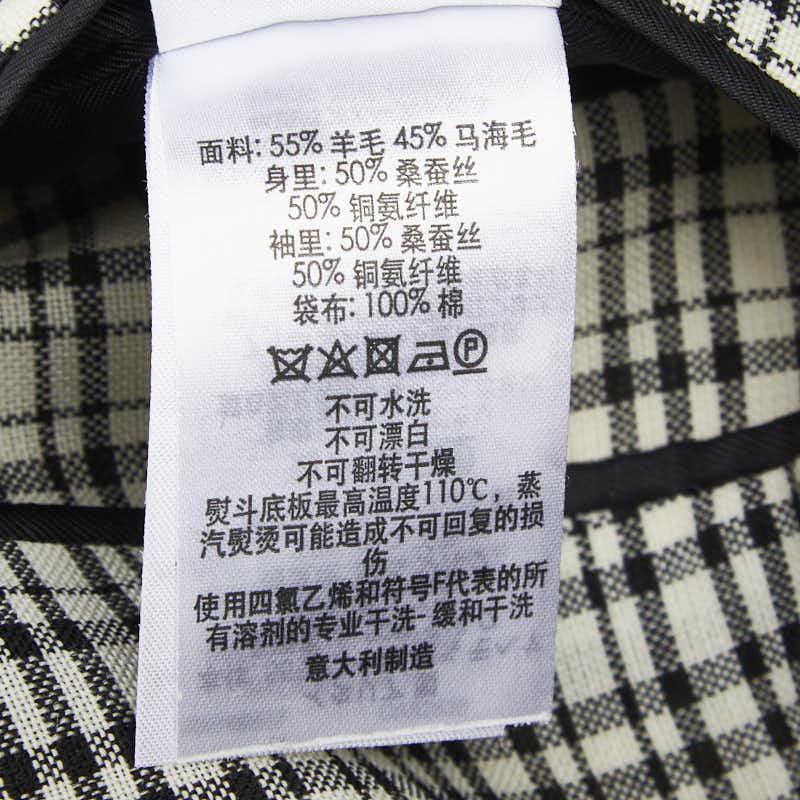 面料: 55% 羊毛 45% 马海毛
身里: 50% 桑蚕丝
50% 铜氨纤维
袖里: 50% 桑蚕丝
50% 铜氨纤维
袋布: 100% 棉
P
不可水洗
不可漂白
不可翻转干燥
熨斗底板最高温度110℃，蒸
汽熨烫可能造成不可回复的损
伤
使用四氯乙烯和符号F代表的所
有溶剂的专业干洗- 缓和干洗
意大利制造